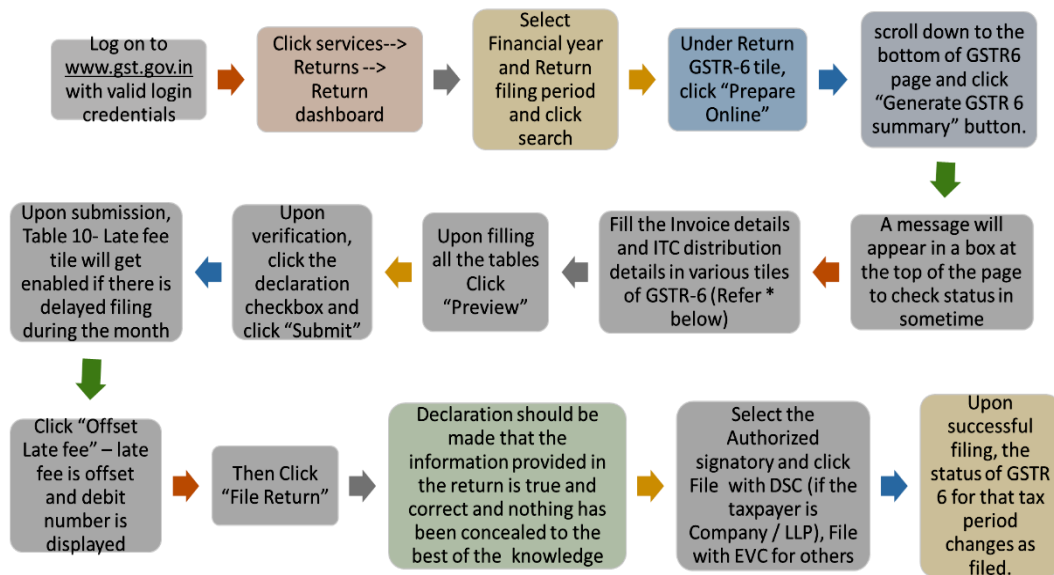 Log on to
www.gst.gov.in
with valid login
credentials
Click services-->
Returns -->
Return
dashboard
Select
Financial year
and Return
filing period
and click
search
Under Return
GSTR-6 tile,
click “Prepare
Online”
scroll down to the
bottom of GSTR6
page and click
“Generate GSTR 6
summary” button.
A message will
appear in a box at
the top of the page
to check status in
sometime
Fill the Invoice details
and ITC distribution
details in various tiles
of GSTR-6 (Refer *
below)
Upon filling
all the tables
Click
“Preview”
Upon
verification,
click the
declaration
checkbox and
click “Submit”
Upon submission,
Table 10- Late fee
tile will get
enabled if there is
delayed filing
during the month
Click “Offset
Late fee” – late
fee is offset
and debit
number is
displayed
Then Click
“File Return”
Declaration should be
made that the
information provided in
the return is true and
correct and nothing has
been concealed to the
best of the knowledge
Select the
Authorized
signatory and click
File with DSC (if the
taxpayer is
Company / LLP), File
with EVC for others
Upon
successful
filing, the
status of GSTR
6 for that tax
period
changes as
filed.